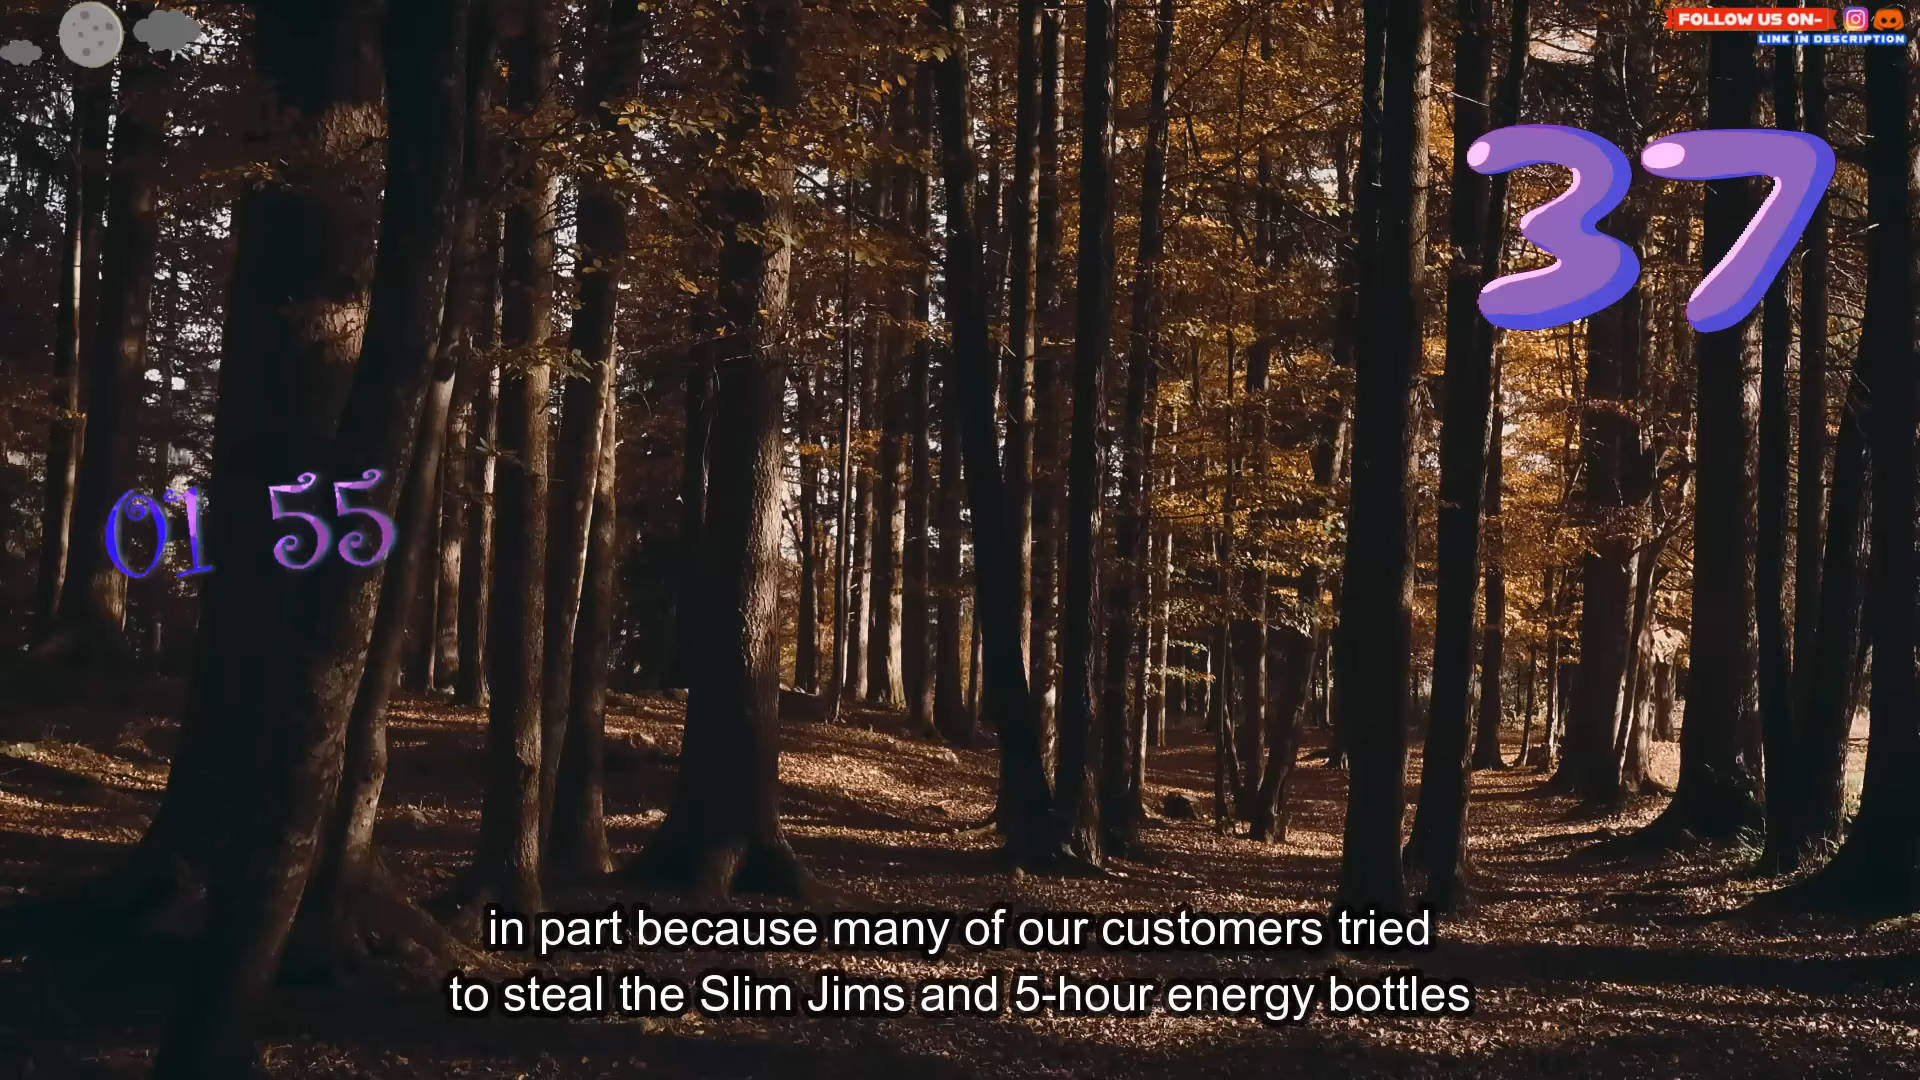 FOLLOW US ON-
LINK IN DESCRIPTION
37
01 55
in part because many of our customers tried
to steal the Slim Jims and 5-hour energy bottles